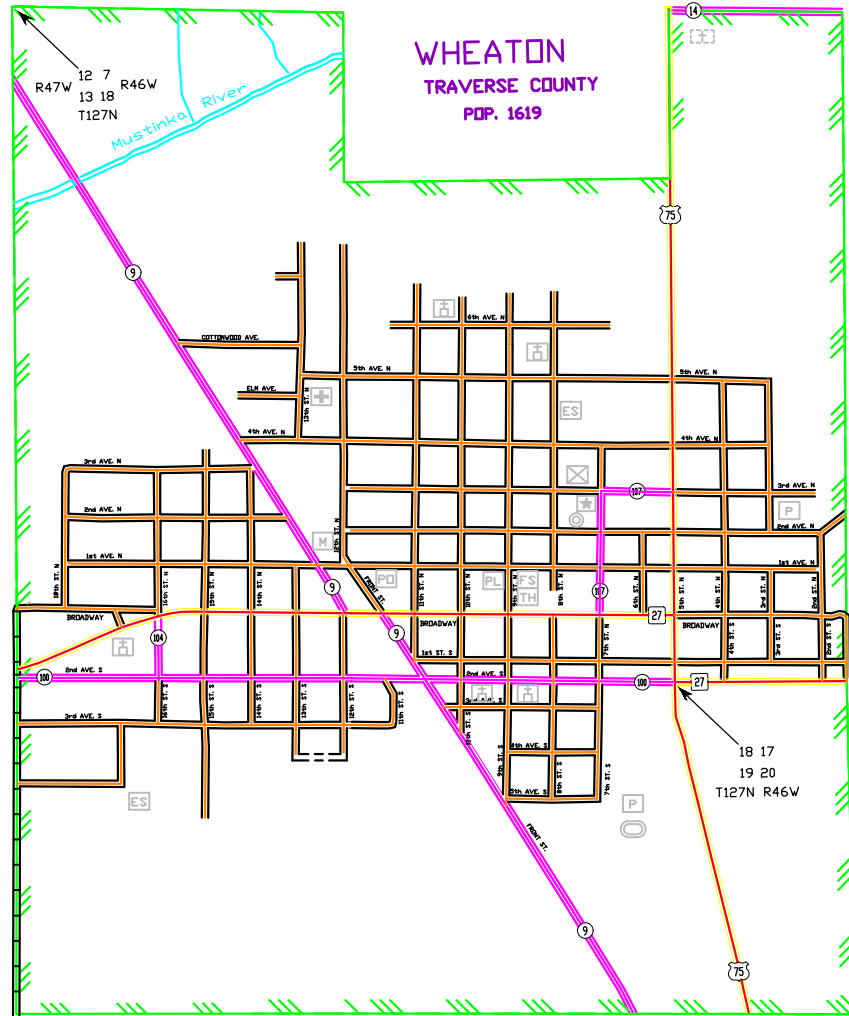 WHEATON
TRAVERSE COUNTY
POP. 1619
14
12 7
R47W R46W
13 18
T127N
Mustinka River
75
9
6th AVE. N
COTTONWOOD AVE.
5th AVE. N
5th AVE. N
ELM AVE.
13th ST. N
ES
4th AVE. N
4th AVE. N
3rd AVE. N
107
3rd AVE. N
2nd AVE. N
P
2nd AVE. N
M
12th ST. N
1st AVE. N
1st AVE. N
18th ST. N
16th ST. N
15th ST. N
14th ST. N
9
FRONT ST.
PO
11th ST. N
10th ST. N
PL
9th ST. N
FS
TH
8th ST. N
107
6th ST. N
5th ST. N
4th ST. N
3rd ST. N
2nd ST. N
BROADWAY
104
9
BROADWAY
7th ST. N
27
BROADWAY
4th ST. S
3rd ST. S
2nd ST. S
1st ST. S
2nd AVE. S
100
2nd AVE. S
100
27
16th ST. S
15th ST. S
14th ST. S
13th ST. S
12th ST. S
11th ST. S
3rd AVE. S
10th ST. S
4th AVE. S
9th ST. S
8th ST. S
7th ST. S
5th AVE. S
18 17
19 20
T127N R46W
ES
P
FRONT ST.
9
75